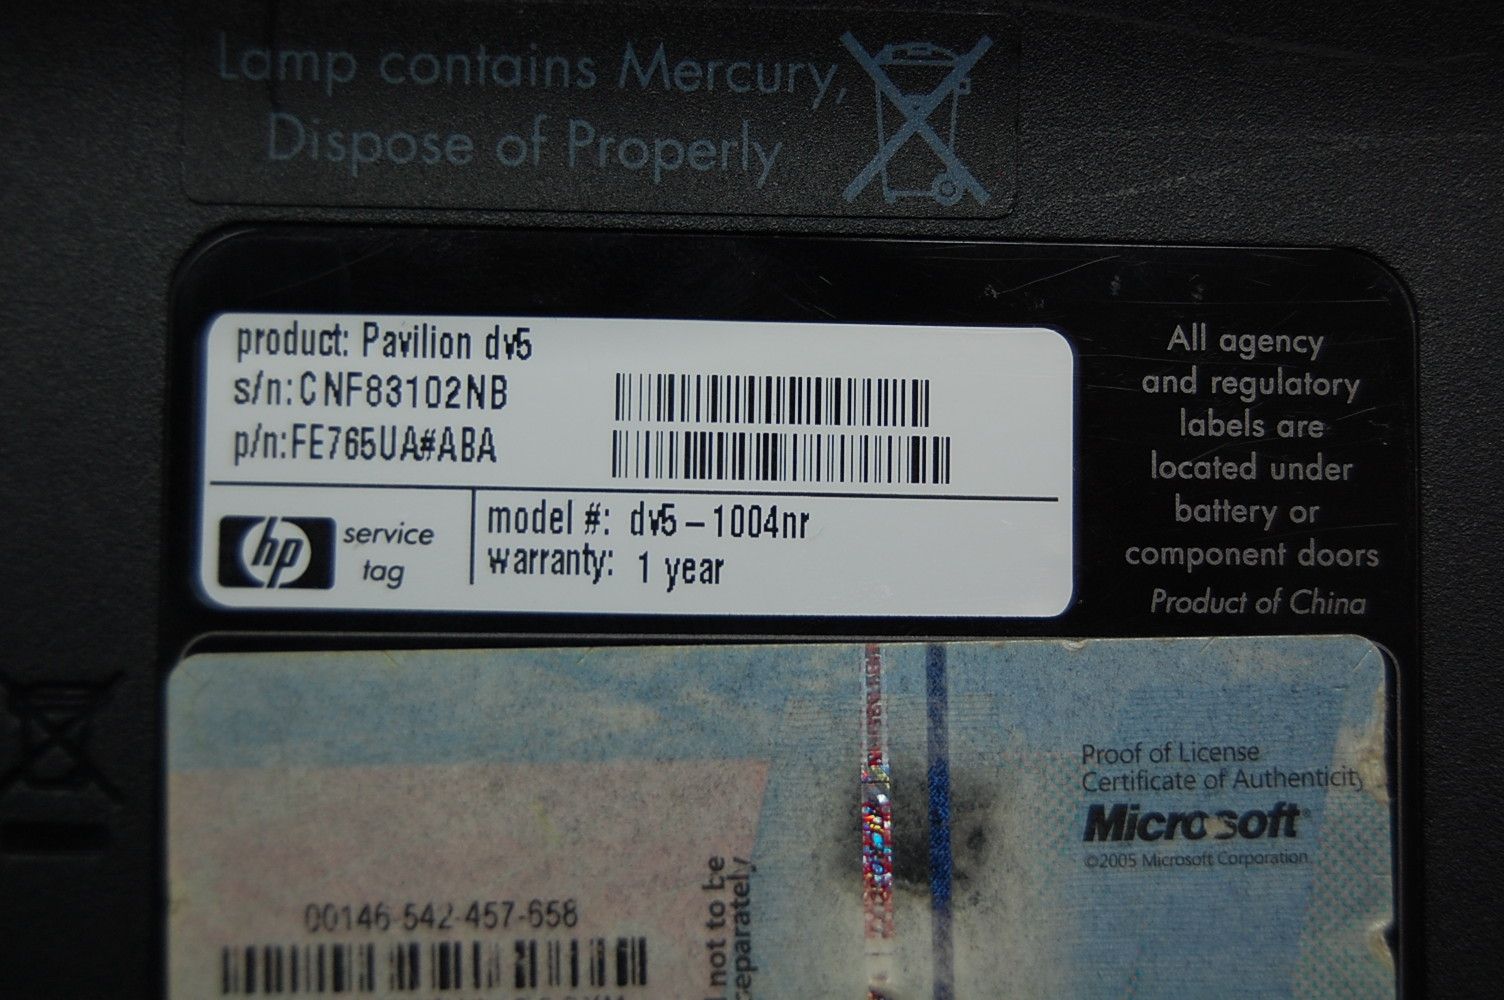 Lamp contains Mercury,
Dispose of Properly
product: Pavilion dv5
s/n:CNF83102NB
p/n:FE765UA#ABA
hp
service
tag
model #: dv5-1004nr
warranty: 1 year
All agency
and regulatory
labels are
located under
battery or
component doors
Product of China
Proof of License
Certificate of Authenticity
Microsoft®
©2005 Microsoft Corporation
00146-542-457-658
not to be
separately